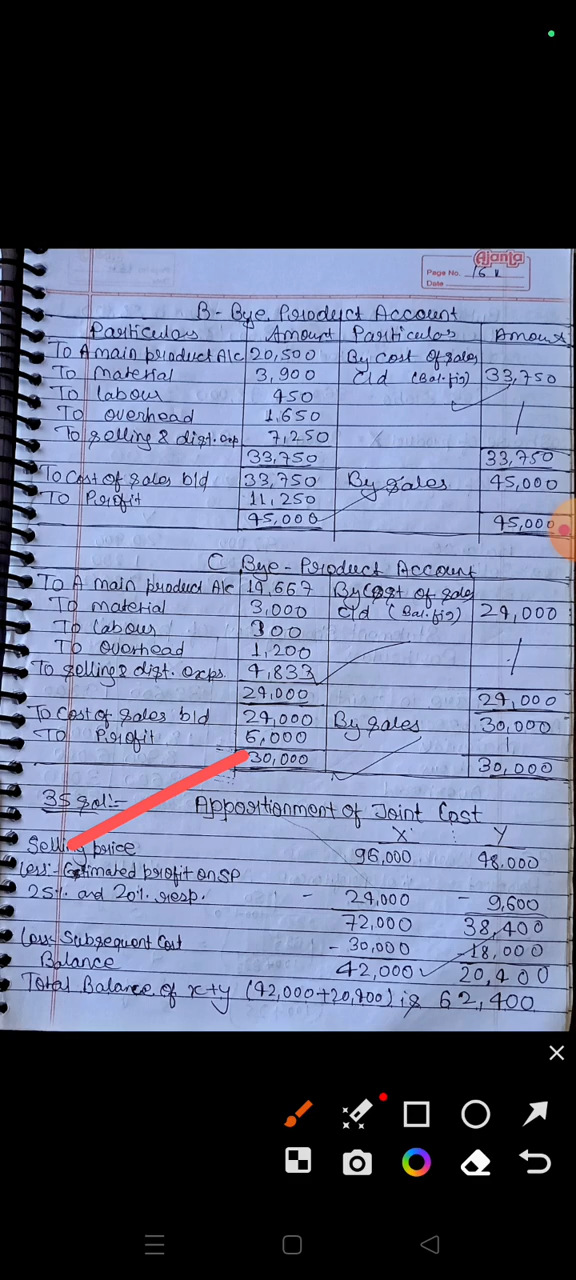 Ajanta
Page No. 16
Date
B-Bye, Product Account
Particulars Amount Particulars Amount
To A main product A/c 20,500 By Cost of sales
To material 3,900 C/d (Bal.fig) 33,750
To labour 450
To overhead 1,650
To selling & dist. exp 7,250
33,750 33,750
To Cost of sales b/d 33,750 By sales 45,000
To Profit 11,250
45,000 45,000
C Bye-Product Account
To A main product A/c 14,667 By Cost of sales
To material 3,000 C/d (Bal.fig) 24,000
To labour 300
To overhead 1,200
To selling & dist. exps. 4,833
24,000 24,000
To Cost of sales b/d 24,000 By sales 30,000
To Profit 6,000
30,000 30,000
35 sol:- Apportionment of Joint Cost
X Y
Selling price 96,000 48,000
Less:- Estimated profit on SP
25% and 20% resp. - 24,000 - 9,600
72,000 38,400
Less- Subsequent Cost - 30,000 -18,000
Balance 42,000 20,400
Total Balance of x+y (42,000+20,400) is 62,400